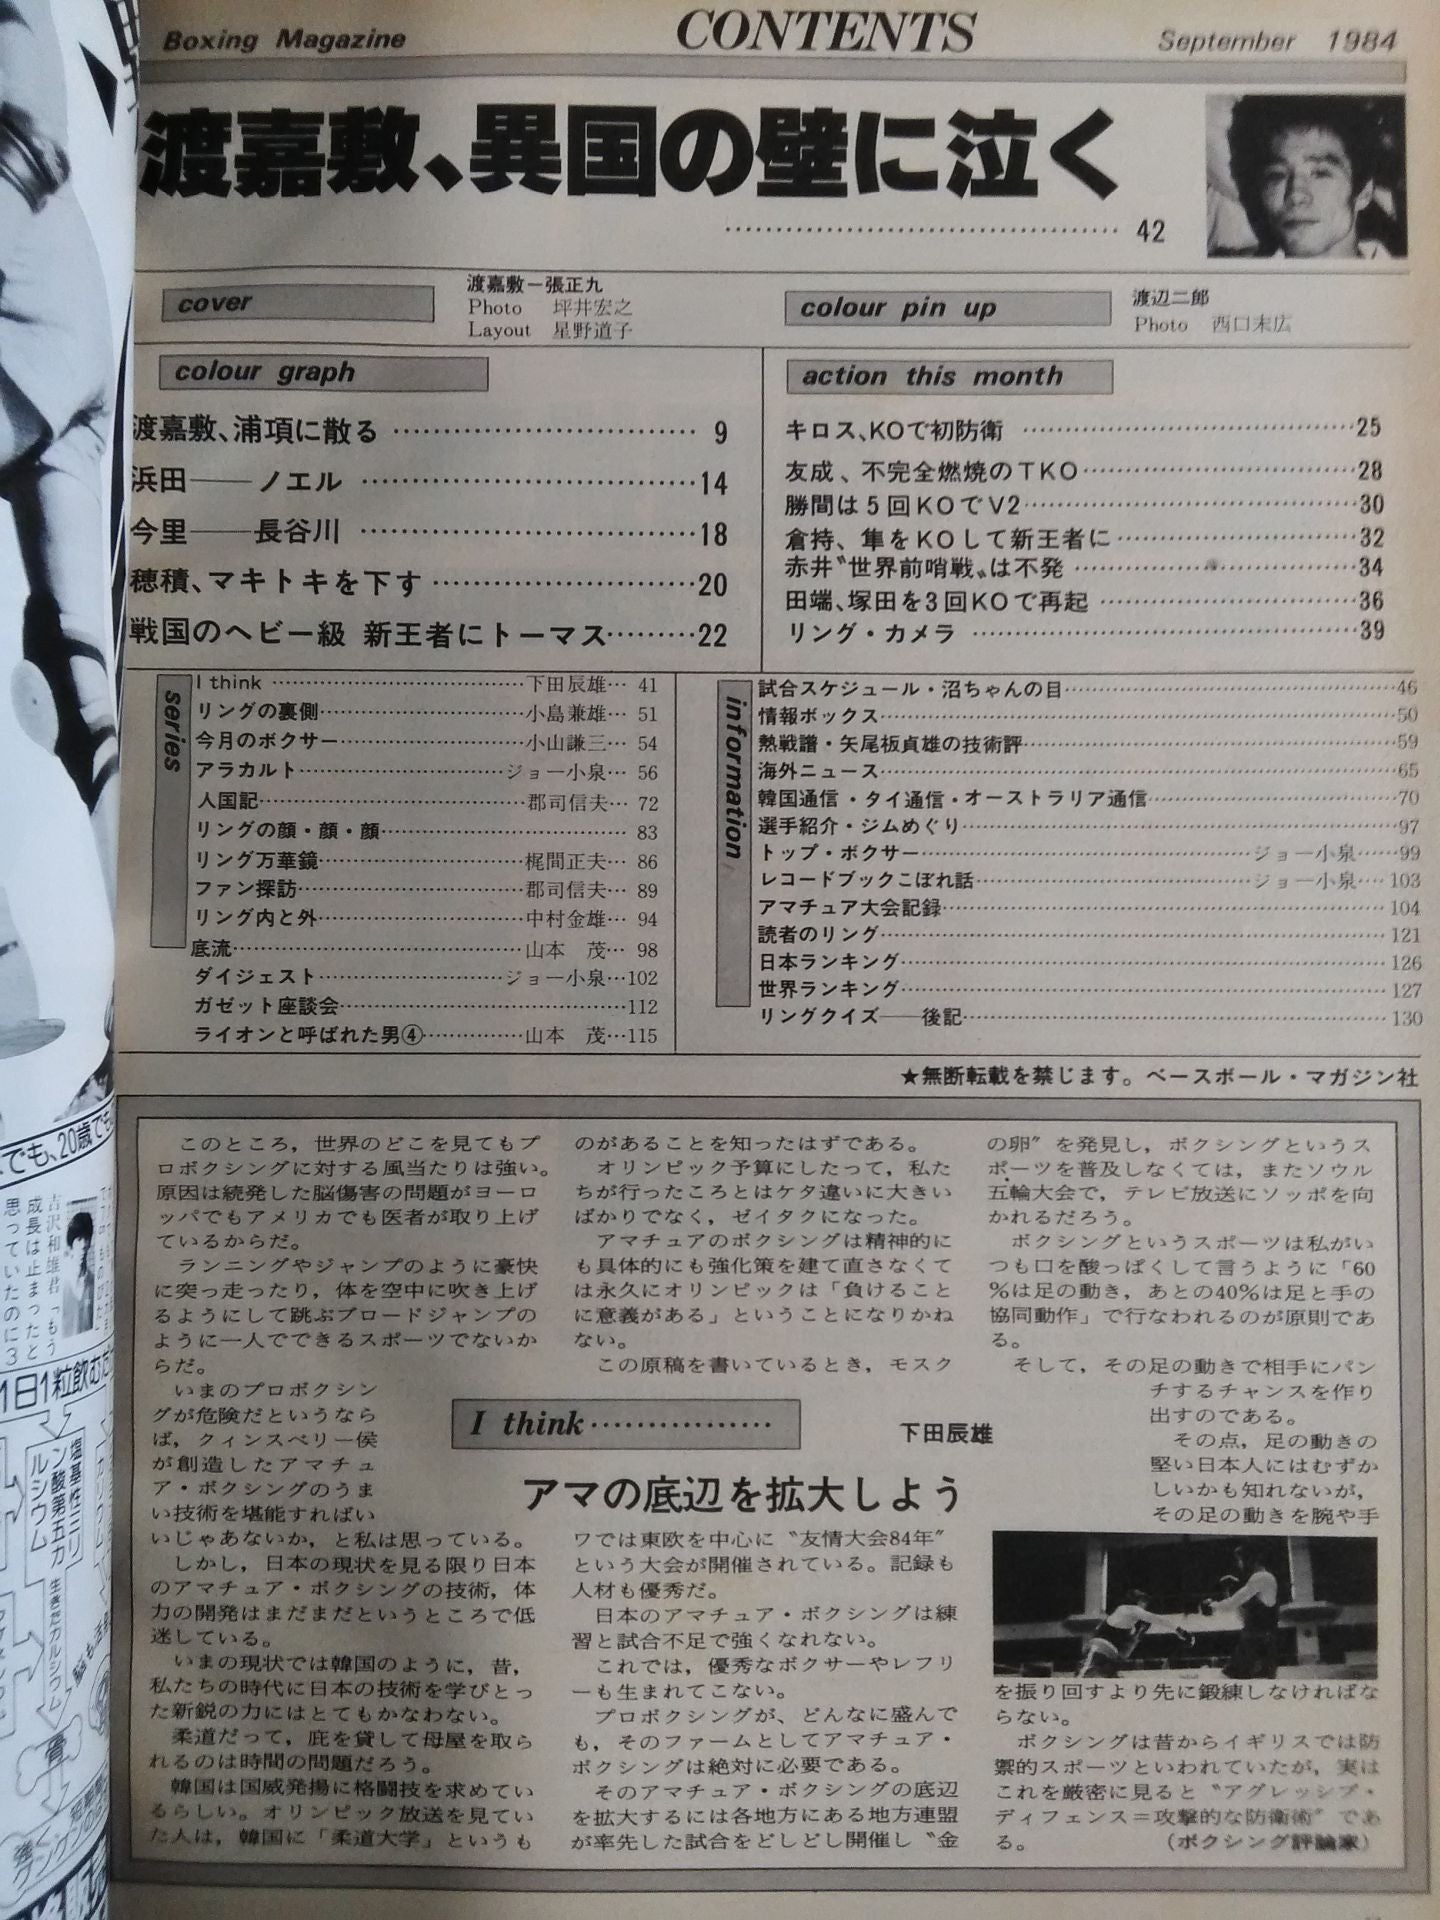 Boxing Magazine
CONTENTS
September 1984
渡嘉敷、異国の壁に泣く
42
cover
渡嘉敷ー張正九
Photo 坪井宏之
Layout 星野道子
colour pin up
渡辺二郎
Photo 西口末広
colour graph
渡嘉敷、浦項に散る 9
浜田――ノエル 14
今里――長谷川 18
穂積、マキトキを下す 20
戦国のヘビー級 新王者にトーマス 22
action this month
キロス、KOで初防衛 25
友成、不完全燃焼のTKO 28
勝間は5回KOでV2 30
倉持、隼をKOして新王者に 32
赤井〝世界前哨戦〟は不発 34
田端、塚田を3回KOで再起 36
リング・カメラ 39
series
I think 下田辰雄 41
リングの裏側 小島兼雄 51
今月のボクサー 小山謙三 54
アラカルト ジョー小泉 56
人国記 郡司信夫 72
リングの顔・顔・顔 83
リング万華鏡 梶間正夫 86
ファン探訪 郡司信夫 89
リング内と外 中村金雄 94
底流 山本 茂 98
ダイジェスト ジョー小泉 102
ガゼット座談会 112
ライオンと呼ばれた男④ 山本 茂 115
information
試合スケジュール・沼ちゃんの目 46
情報ボックス 50
熱戦譜・矢尾板貞雄の技術評 59
海外ニュース 65
韓国通信・タイ通信・オーストラリア通信 70
選手紹介・ジムめぐり 97
トップ・ボクサー ジョー小泉 99
レコードブックこぼれ話 ジョー小泉 103
アマチュア大会記録 104
読者のリング 121
日本ランキング 126
世界ランキング 127
リングクイズ――後記 130
★無断転載を禁じます。ベースボール・マガジン社
I think
下田辰雄
アマの底辺を拡大しよう
このところ，世界のどこを見てもプ
ロボクシングに対する風当たりは強い。
原因は続発した脳傷害の問題がヨーロ
ッパでもアメリカでも医者が取り上げ
ているからだ。
ランニングやジャンプのように豪快
に突っ走ったり，体を空中に吹き上げ
るようにして跳ぶブロードジャンプの
ように一人でできるスポーツでないか
らだ。
いまのプロボクシン
グが危険だというなら
ば，クィンスベリー侯
が創造したアマチュ
ア・ボクシングのうま
い技術を堪能すればい
いじゃあないか，と私は思っている。
しかし，日本の現状を見る限り日本
のアマチュア・ボクシングの技術，体
力の開発はまだまだというところで低
迷している。
いまの現状では韓国のように，昔，
私たちの時代に日本の技術を学びとっ
た新鋭の力にはとてもかなわない。
柔道だって，庇を貸して母屋を取ら
れるのは時間の問題だろう。
韓国は国威発揚に格闘技を求めてい
るらしい。オリンピック放送を見てい
た人は，韓国に「柔道大学」というも
のがあることを知ったはずである。
オリンピック予算にしたって，私た
ちが行ったころとはケタ違いに大きい
ばかりでなく，ゼイタクになった。
アマチュアのボクシングは精神的に
も具体的にも強化策を建て直さなくて
は永久にオリンピックは「負けること
に意義がある」ということになりかね
ない。
この原稿を書いているとき，モスク
ワでは東欧を中心に〝友情大会84年〟
という大会が開催されている。記録も
人材も優秀だ。
日本のアマチュア・ボクシングは練
習と試合不足で強くなれない。
これでは，優秀なボクサーやレフリ
ーも生まれてこない。
プロボクシングが，どんなに盛んで
も，そのファームとしてアマチュア・
ボクシングは絶対に必要である。
そのアマチュア・ボクシングの底辺
を拡大するには各地方にある地方連盟
が率先した試合をどしどし開催し〝金
の卵〟を発見し，ボクシングというス
ポーツを普及しなくては，またソウル
五輪大会で，テレビ放送にソッポを向
かれるだろう。
ボクシングというスポーツは私がい
つも口を酸っぱくして言うように「60
％は足の動き，あとの40％は足と手の
協同動作」で行なわれるのが原則であ
る。
そして，その足の動きで相手にパン
チするチャンスを作り
出すのである。
その点，足の動きの
堅い日本人にはむずか
しいかも知れないが，
その足の動きを腕や手
を振り回すより先に鍛練しなければな
らない。
ボクシングは昔からイギリスでは防
禦的スポーツといわれていたが，実は
これを厳密に見ると〝アグレッシブ・
ディフェンス＝攻撃的な防衛術〟であ
る。
（ボクシング評論家）
でも、20歳でも
吉沢和雄君「もう
成長は止まったと
思っていたのに3
1日1粒飲むだ
塩基性三リ
ン酸第五カ
ルシウム
生きたカルシウム
骨